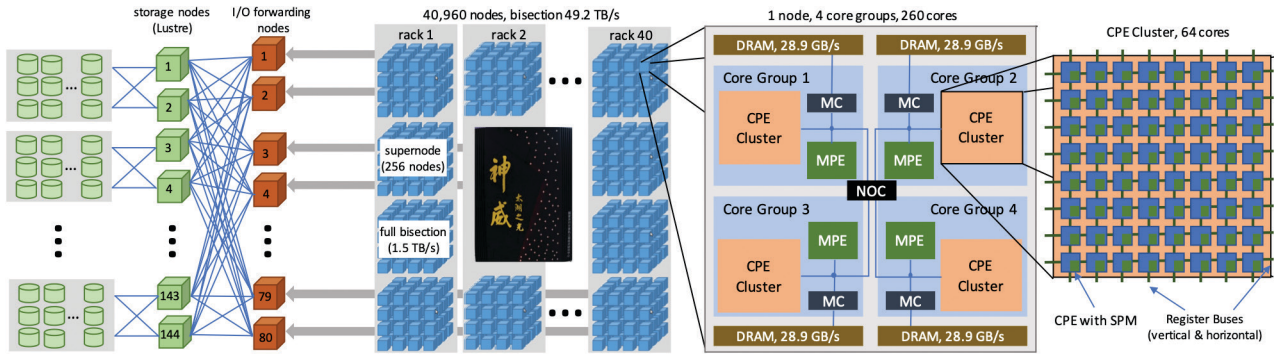 storage nodes
(Lustre)
I/O forwarding
nodes
1
2
3
4
143
144
1
2
3
4
79
80
...
...
...
40,960 nodes, bisection 49.2 TB/s
rack 1
rack 2
rack 40
supernode
(256 nodes)
full bisection
(1.5 TB/s)
神
威
太湖之光
1 node, 4 core groups, 260 cores
DRAM, 28.9 GB/s
DRAM, 28.9 GB/s
Core Group 1
Core Group 2
MC
MC
CPE
Cluster
CPE
Cluster
MPE
MPE
NOC
Core Group 3
Core Group 4
MPE
MPE
CPE
Cluster
CPE
Cluster
MC
MC
DRAM, 28.9 GB/s
DRAM, 28.9 GB/s
CPE Cluster, 64 cores
CPE with SPM
Register Buses
(vertical & horizontal)